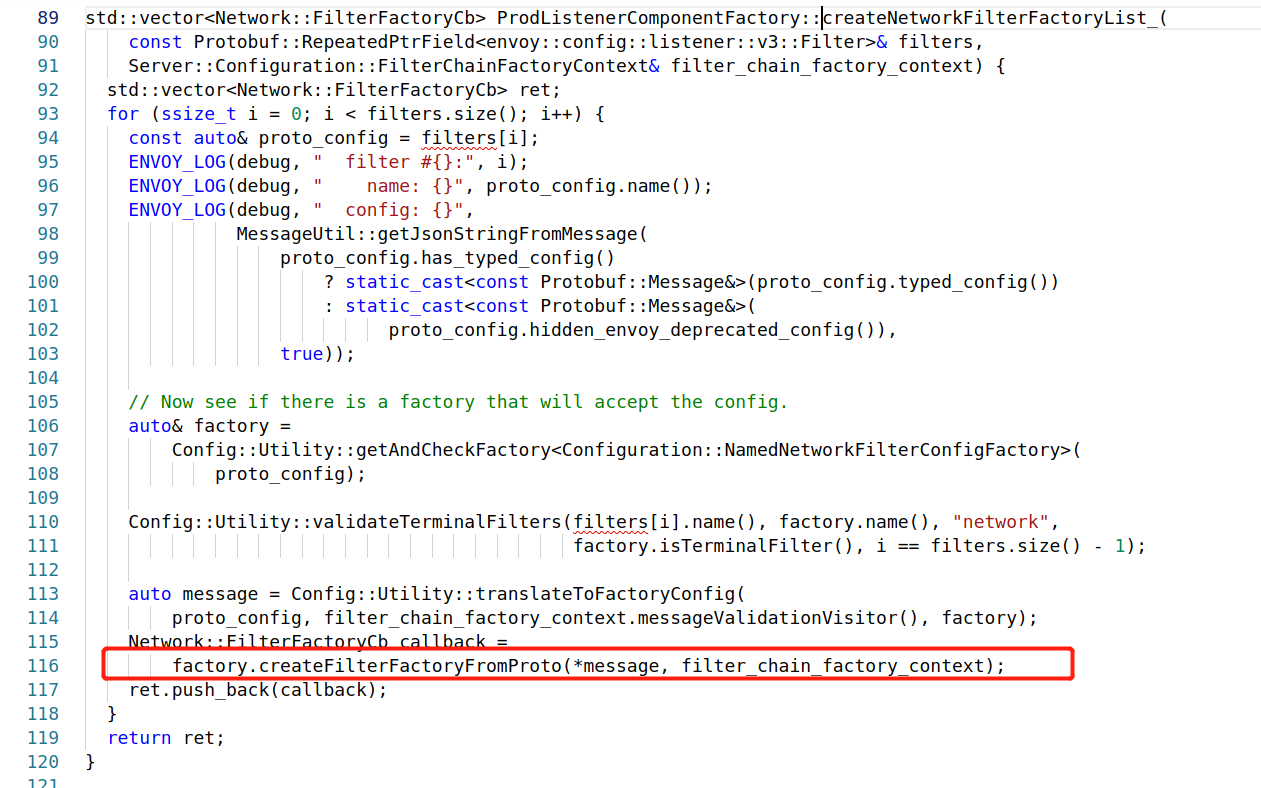 89 std::vector<Network::FilterFactoryCb> ProdListenerComponentFactory::createNetworkFilterFactoryList_(
90     const Protobuf::RepeatedPtrField<envoy::config::listener::v3::Filter>& filters,
91     Server::Configuration::FilterChainFactoryContext& filter_chain_factory_context) {
92   std::vector<Network::FilterFactoryCb> ret;
93   for (ssize_t i = 0; i < filters.size(); i++) {
94     const auto& proto_config = filters[i];
95     ENVOY_LOG(debug, "  filter #{}:", i);
96     ENVOY_LOG(debug, "    name: {}", proto_config.name());
97     ENVOY_LOG(debug, "  config: {}",
98               MessageUtil::getJsonStringFromMessage(
99                   proto_config.has_typed_config()
100                       ? static_cast<const Protobuf::Message&>(proto_config.typed_config())
101                       : static_cast<const Protobuf::Message&>(
102                             proto_config.hidden_envoy_deprecated_config()),
103                   true));
104
105     // Now see if there is a factory that will accept the config.
106     auto& factory =
107         Config::Utility::getAndCheckFactory<Configuration::NamedNetworkFilterConfigFactory>(
108             proto_config);
109
110     Config::Utility::validateTerminalFilters(filters[i].name(), factory.name(), "network",
111                                              factory.isTerminalFilter(), i == filters.size() - 1);
112
113     auto message = Config::Utility::translateToFactoryConfig(
114         proto_config, filter_chain_factory_context.messageValidationVisitor(), factory);
115     Network::FilterFactoryCb callback =
116         factory.createFilterFactoryFromProto(*message, filter_chain_factory_context);
117     ret.push_back(callback);
118   }
119   return ret;
120 }
121